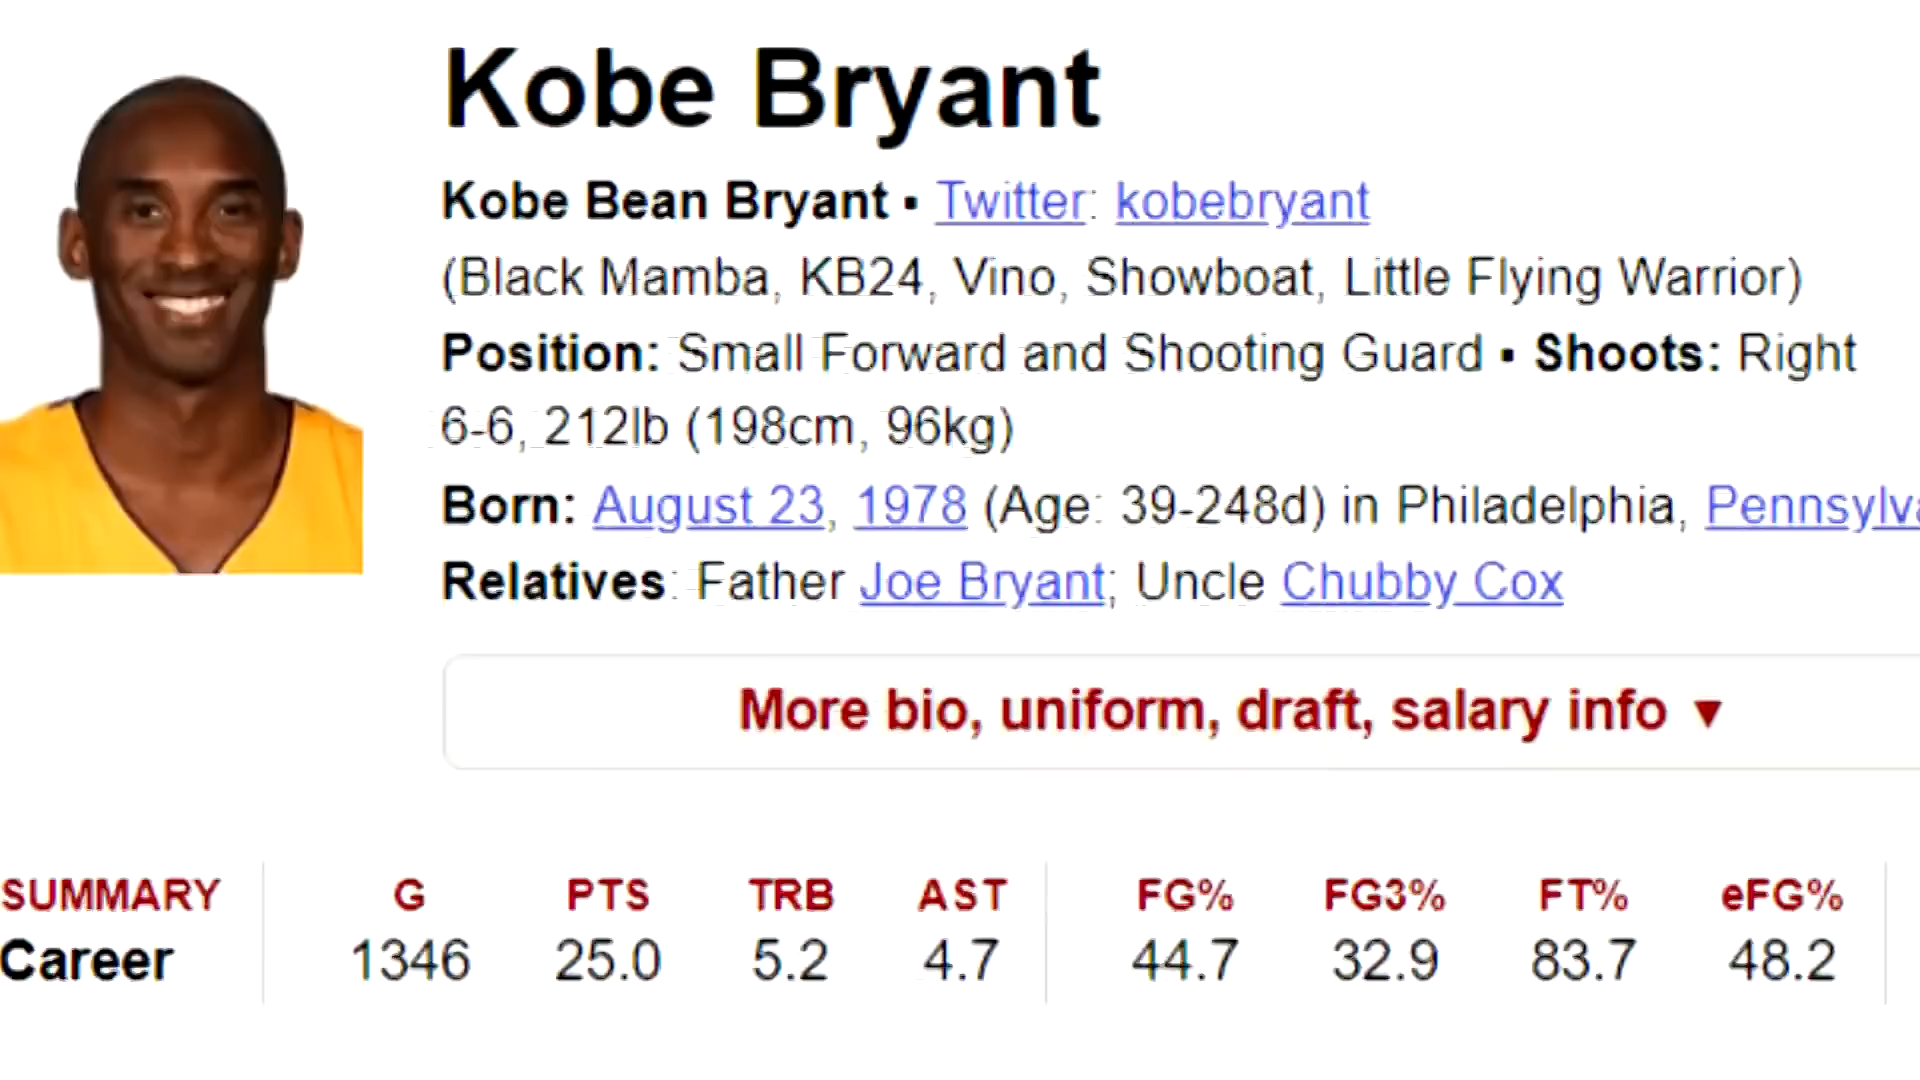 Kobe Bryant
Kobe Bean Bryant ▪ Twitter: kobebryant
(Black Mamba, KB24, Vino, Showboat, Little Flying Warrior)
Position: Small Forward and Shooting Guard ▪ Shoots: Right
6-6, 212lb (198cm, 96kg)
Born: August 23, 1978 (Age: 39-248d) in Philadelphia, Pennsylva
Relatives: Father Joe Bryant; Uncle Chubby Cox
More bio, uniform, draft, salary info ▼
SUMMARY G PTS TRB AST FG% FG3% FT% eFG%
Career 1346 25.0 5.2 4.7 44.7 32.9 83.7 48.2